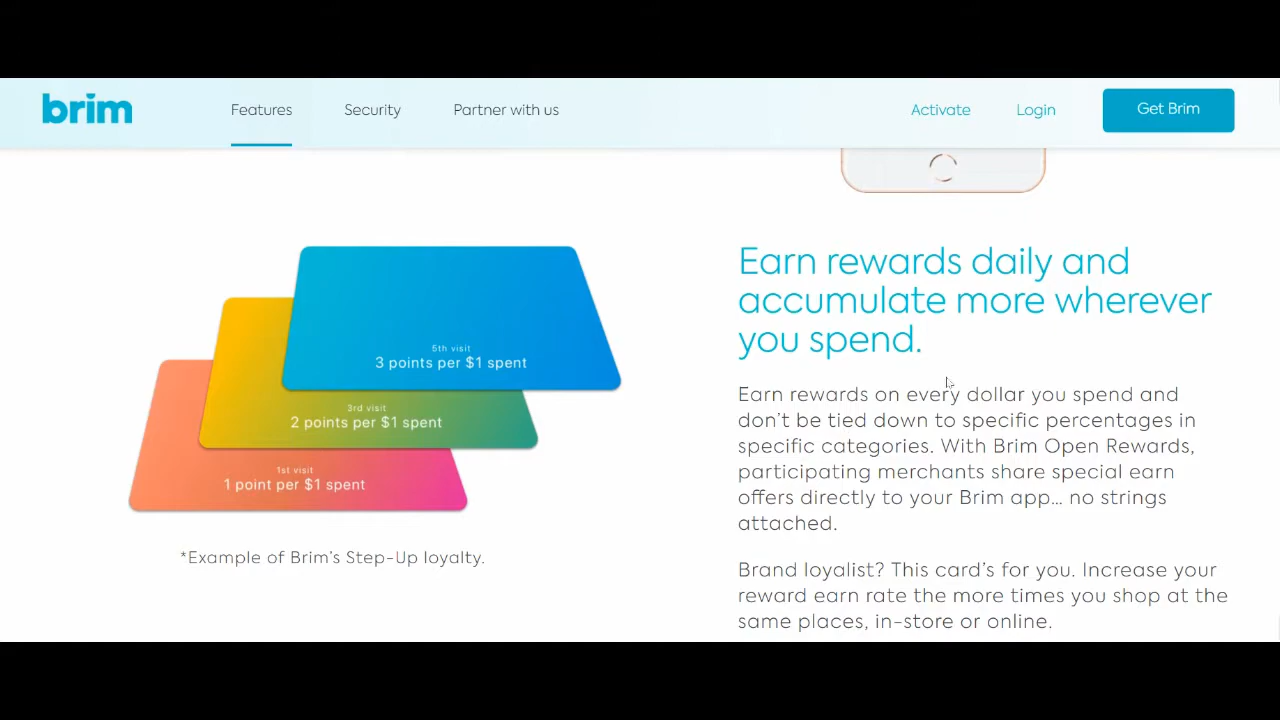 brim
Features
Security
Partner with us
Activate
Login
Get Brim
Earn rewards daily and
accumulate more wherever
you spend.
Earn rewards on every dollar you spend and
don't be tied down to specific percentages in
specific categories. With Brim Open Rewards,
participating merchants share special earn
offers directly to your Brim app... no strings
attached.
Brand loyalist? This card's for you. Increase your
reward earn rate the more times you shop at the
same places, in-store or online.
5th visit
3 points per $1 spent
3rd visit
2 points per $1 spent
1st visit
1 point per $1 spent
*Example of Brim's Step-Up loyalty.